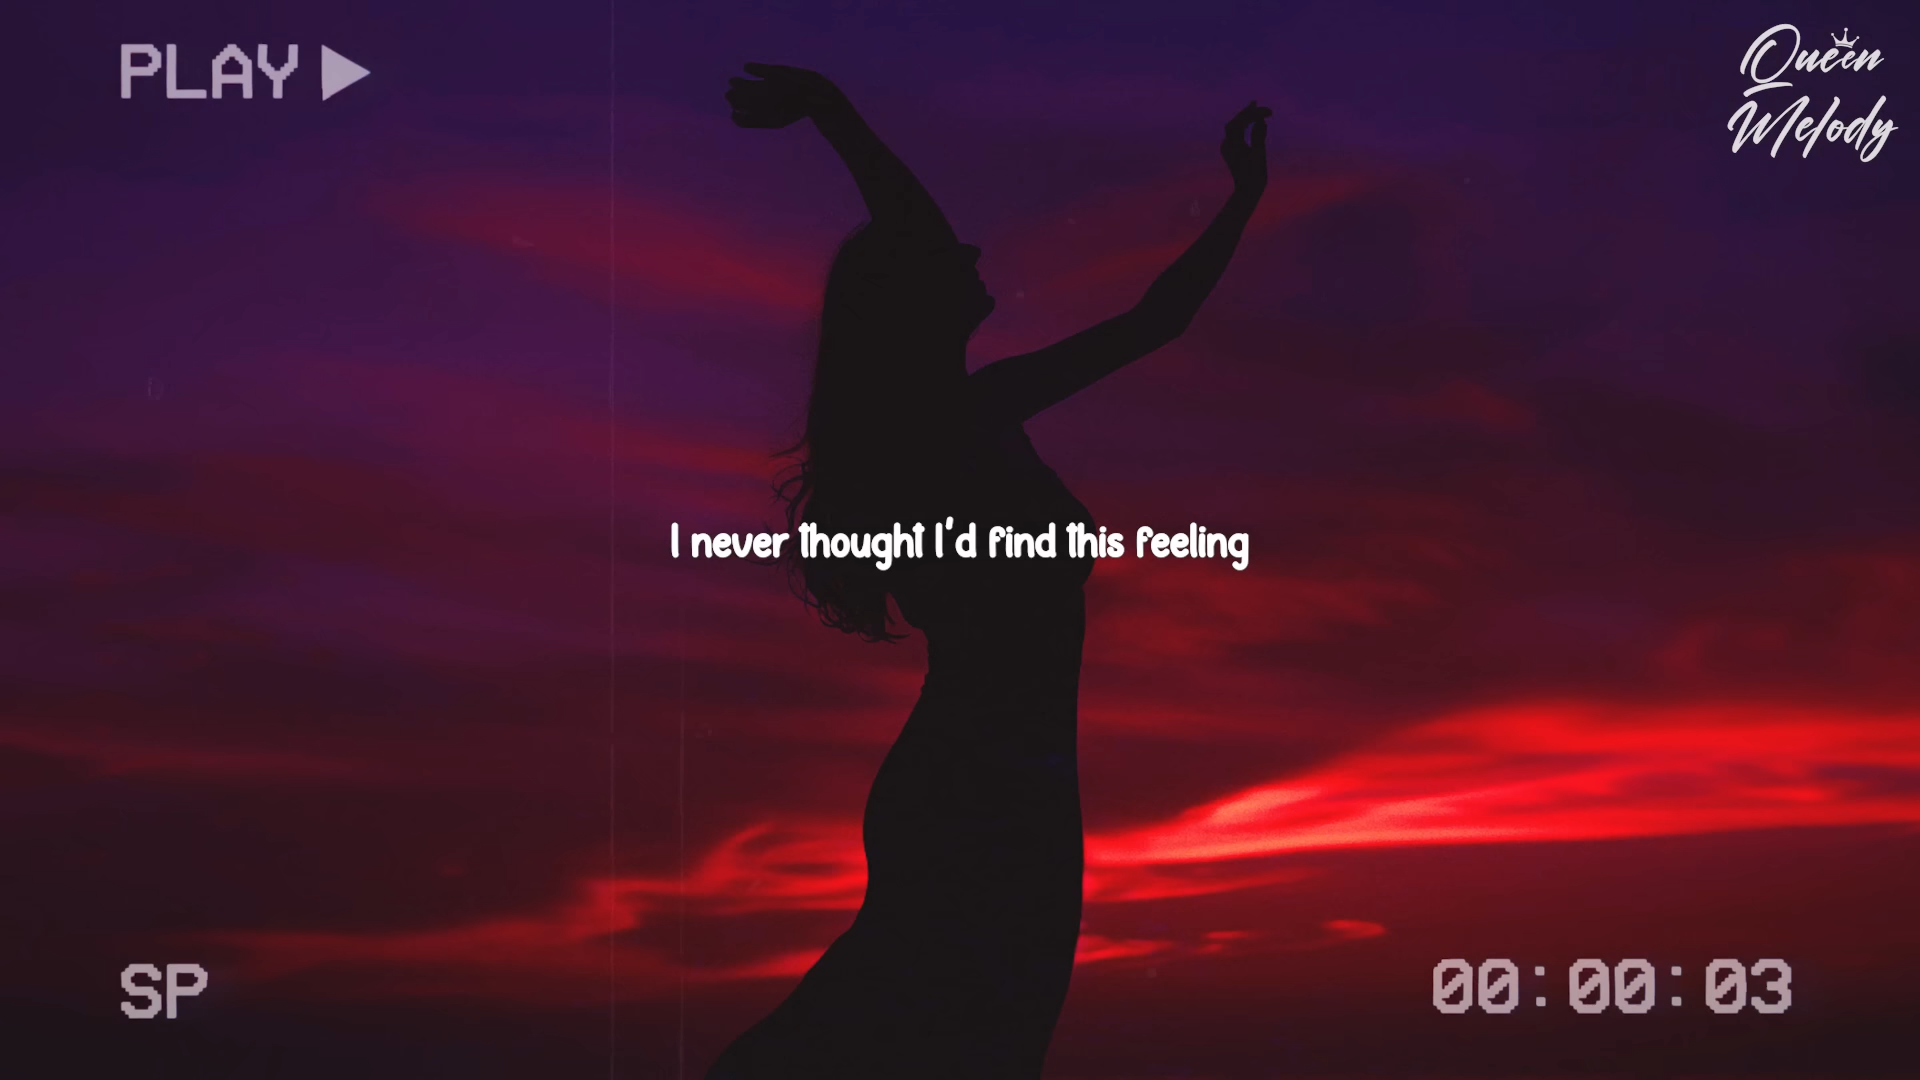 PLAY
Queen
Melody
I never thought I'd find this feeling
SP
00:00:03